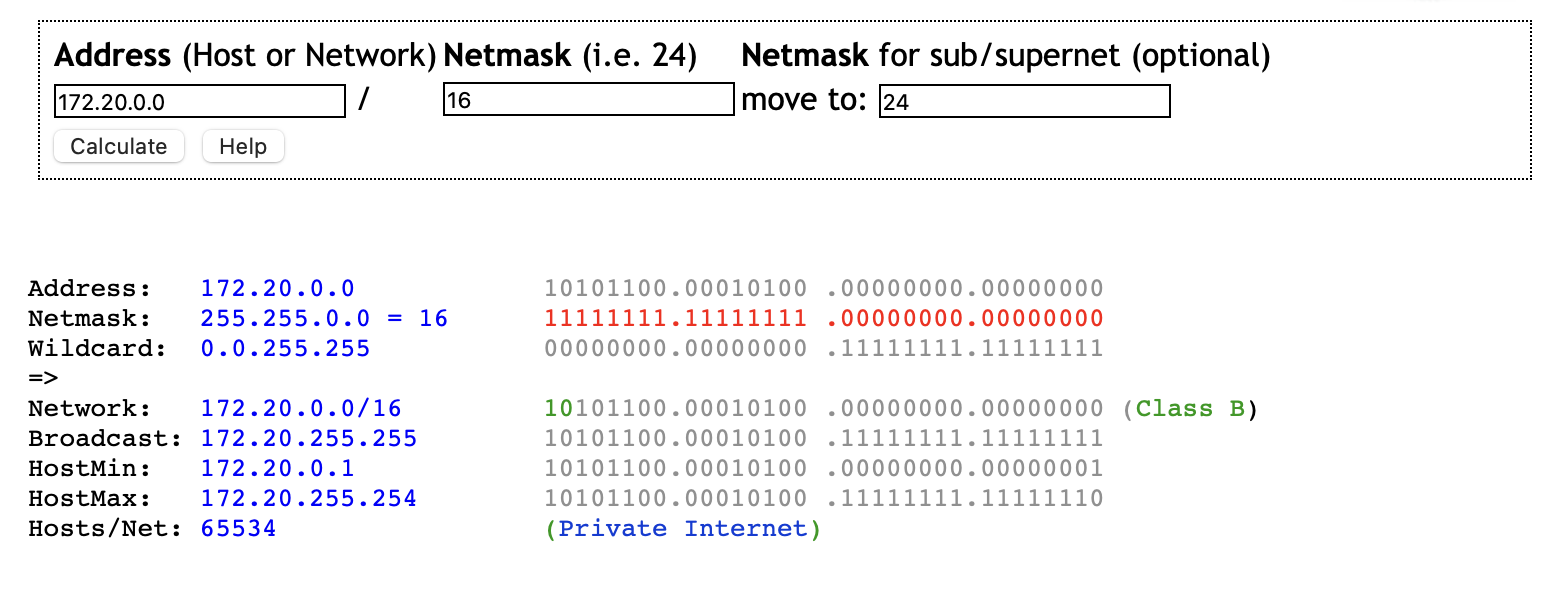 Address (Host or Network) Netmask (i.e. 24) Netmask for sub/supernet (optional)
172.20.0.0 / 16 move to: 24
Calculate Help
Address: 172.20.0.0 10101100.00010100 .00000000.00000000
Netmask: 255.255.0.0 = 16 11111111.11111111 .00000000.00000000
Wildcard: 0.0.255.255 00000000.00000000 .11111111.11111111
=>
Network: 172.20.0.0/16 10101100.00010100 .00000000.00000000 (Class B)
Broadcast: 172.20.255.255 10101100.00010100 .11111111.11111111
HostMin: 172.20.0.1 10101100.00010100 .00000000.00000001
HostMax: 172.20.255.254 10101100.00010100 .11111111.11111110
Hosts/Net: 65534 (Private Internet)